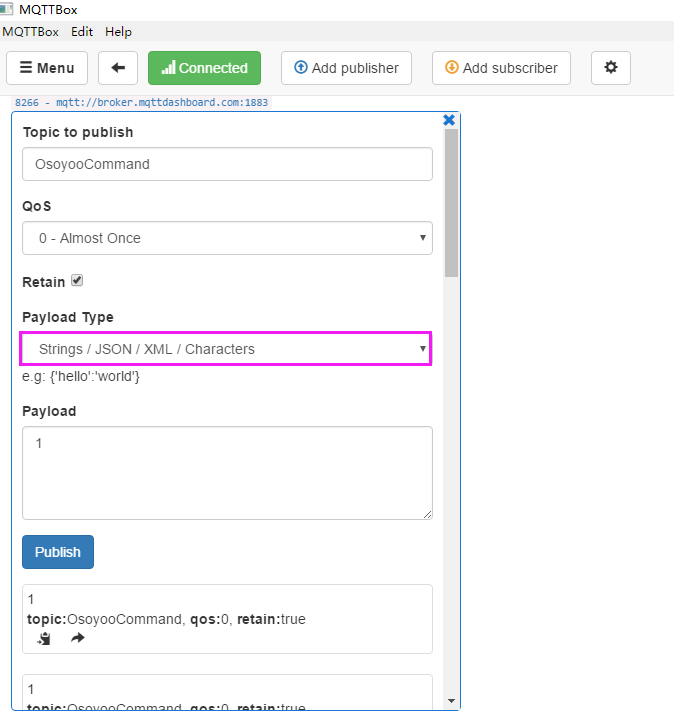 MQTTBox
MQTTBox Edit Help
Menu Connected Add publisher Add subscriber
8266 - mqtt://broker.mqttdashboard.com:1883
Topic to publish
OsoyooCommand
QoS
0 - Almost Once
Retain
Payload Type
Strings / JSON / XML / Characters
e.g: {'hello':'world'}
Payload
1
Publish
1
topic:OsoyooCommand, qos:0, retain:true
1
topic:OsoyooCommand, qos:0, retain:true